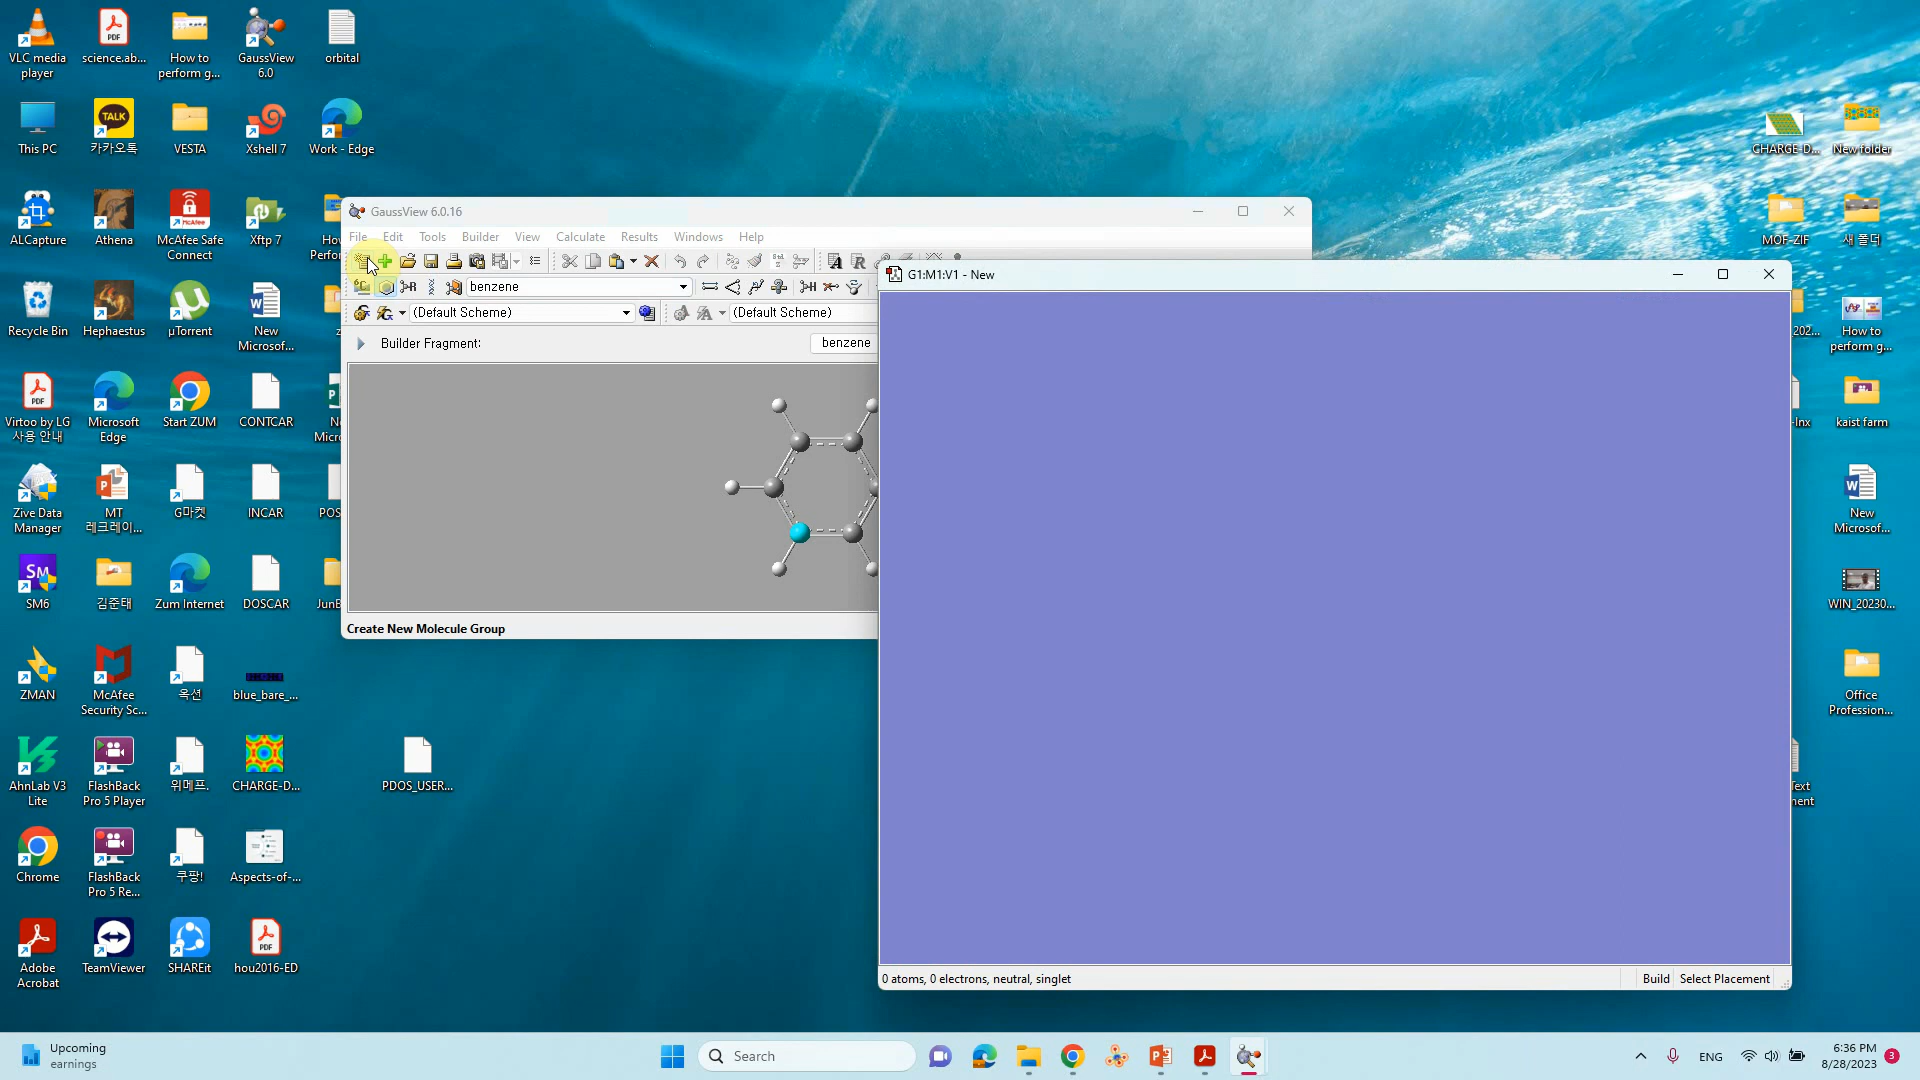 VLC media
player
science.ab...
How to
perform g...
GaussView
6.0
orbital
This PC
TALK
카카오톡
VESTA
Xshell 7
Work - Edge
CHARGE-D...
New folder
ALCapture
Athena
McAfee Safe
Connect
Xftp 7
MOF-ZIF
새 폴더
GaussView 6.0.16
File Edit Tools Builder View Calculate Results Windows Help
benzene
(Default Scheme)
(Default Scheme)
Builder Fragment:
benzene
Create New Molecule Group
G1:M1:V1 - New
0 atoms, 0 electrons, neutral, singlet
Build
Select Placement
Recycle Bin
Hephaestus
µTorrent
New
Microsof...
How to
perform g...
Virtoo by LG
사용 안내
Microsoft
Edge
Start ZUM
CONTCAR
kaist farm
Zive Data
Manager
MT
레크레이...
G마켓
INCAR
New
Microsof...
SM
SM6
김준태
Zum Internet
DOSCAR
WIN_20230...
ZMAN
McAfee
Security Sc...
옥션
blue_bare_...
Office
Profession...
AhnLab V3
Lite
FlashBack
Pro 5 Player
위메프.
CHARGE-D...
PDOS_USER...
Chrome
FlashBack
Pro 5 Re...
쿠팡!
Aspects-of-...
Adobe
Acrobat
TeamViewer
SHAREit
PDF
hou2016-ED
Upcoming
earnings
Search
ENG
6:36 PM
8/28/2023
3